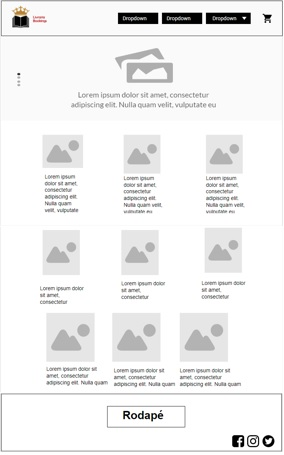 Livraria
Booktop
Dropdown Dropdown Dropdown
Lorem ipsum dolor sit amet, consectetur
adipiscing elit. Nulla quam velit, vulputate eu
Lorem ipsum
dolor sit amet,
consectetur
adipiscing elit.
Nulla quam
velit, vulputate
Lorem ipsum
dolor sit amet,
consectetur
adipiscing elit.
Nulla quam velit,
vulputate eu
Lorem ipsum
dolor sit amet,
consectetur
adipiscing elit.
Nulla quam velit,
vulputate eu
Lorem ipsum dolor
sit amet,
consectetur
Lorem ipsum dolor
sit amet,
consectetur
Lorem ipsum dolor
sit amet,
consectetur
Lorem ipsum dolor sit
amet, consectetur
adipiscing elit. Nulla quam
Lorem ipsum dolor sit
amet, consectetur
adipiscing elit. Nulla quam
Lorem ipsum dolor sit
amet, consectetur
adipiscing elit. Nulla quam
Rodapé